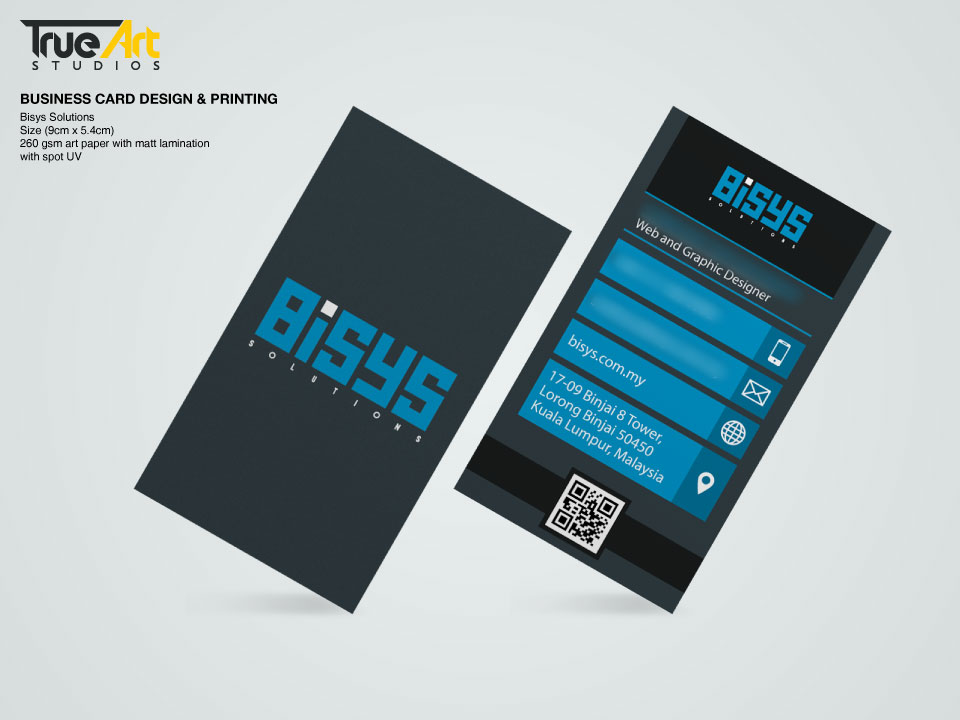 TrueArt
STUDIOS
BUSINESS CARD DESIGN & PRINTING
Bisys Solutions
Size (9cm x 5.4cm)
260 gsm art paper with matt lamination
with spot UV
BiSYS
SOLUTIONS
BiSYS
SOLUTIONS
Web and Graphic Designer
bisys.com.my
17-09 Binjai 8 Tower,
Lorong Binjai 50450
Kuala Lumpur, Malaysia